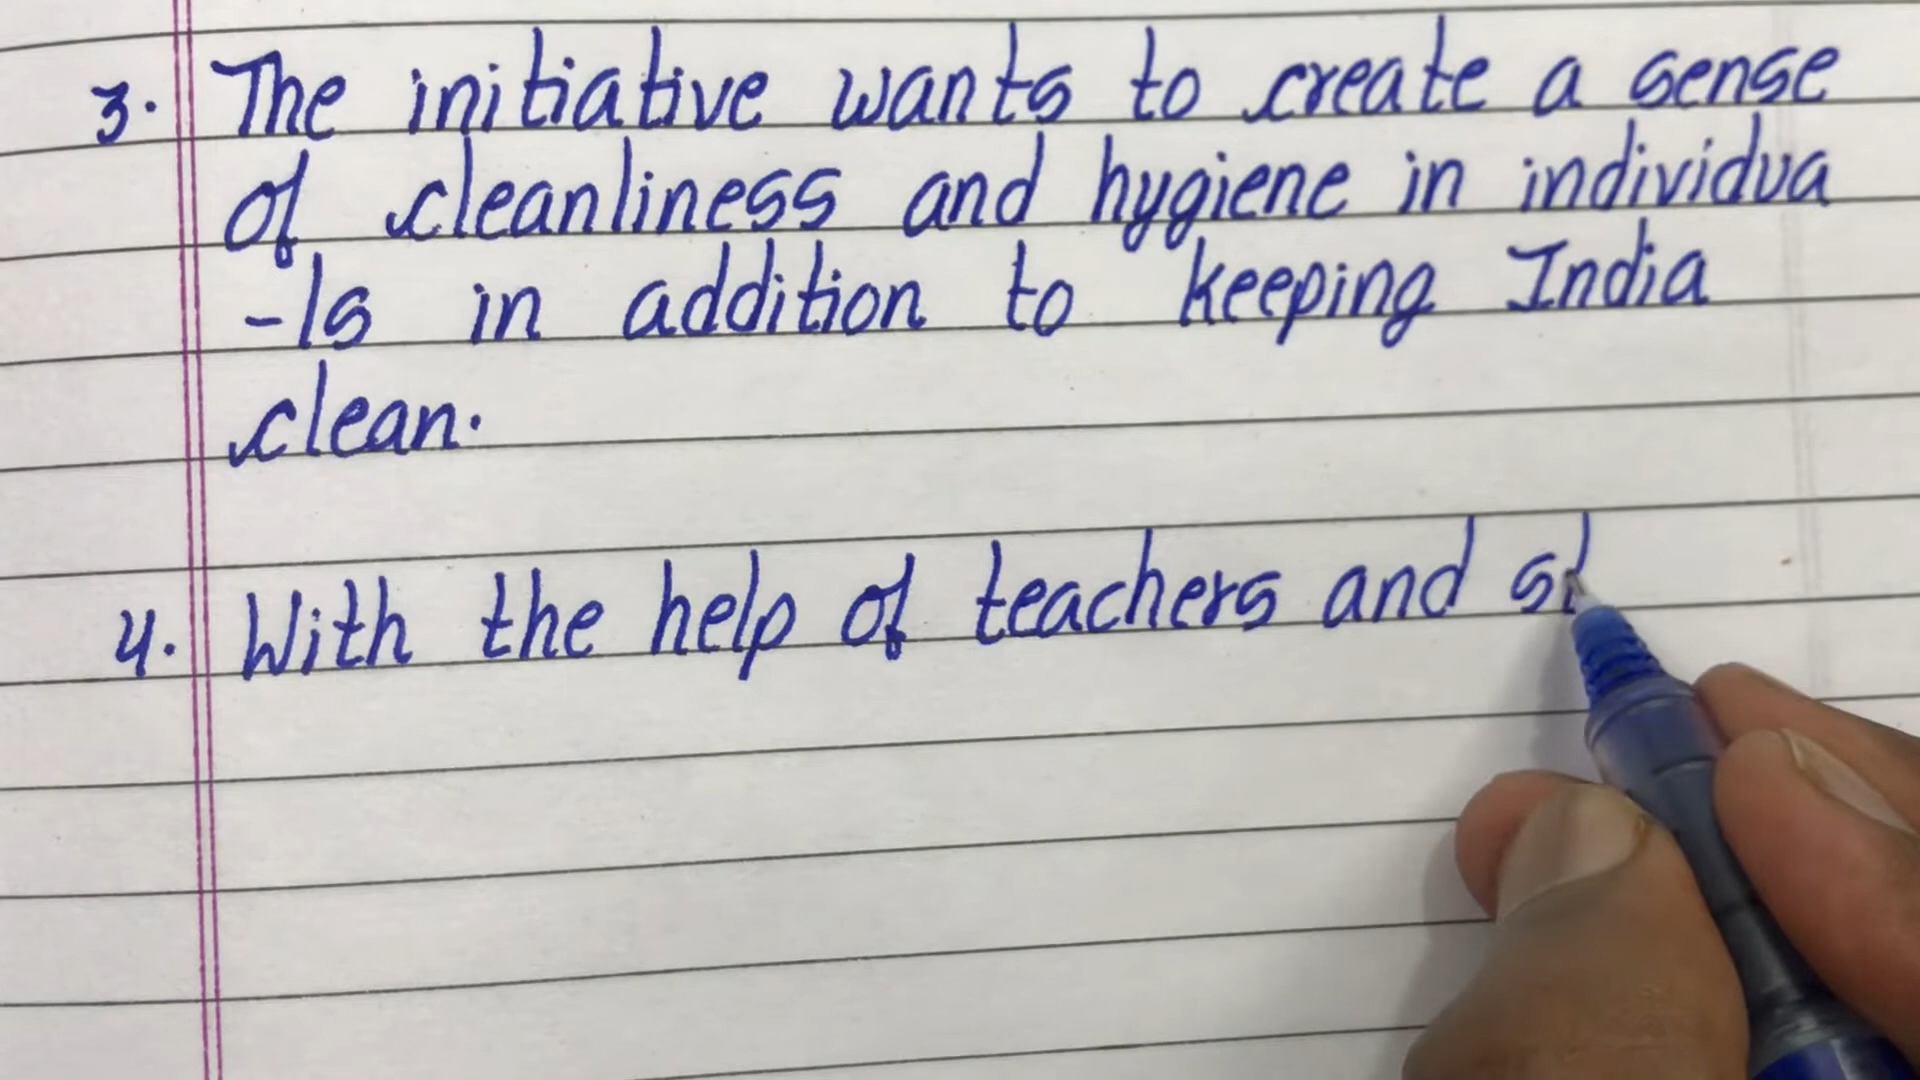 3. The initiative wants to create a sense
of cleanliness and hygiene in individua
-ls in addition to keeping India
clean.
4. With the help of teachers and